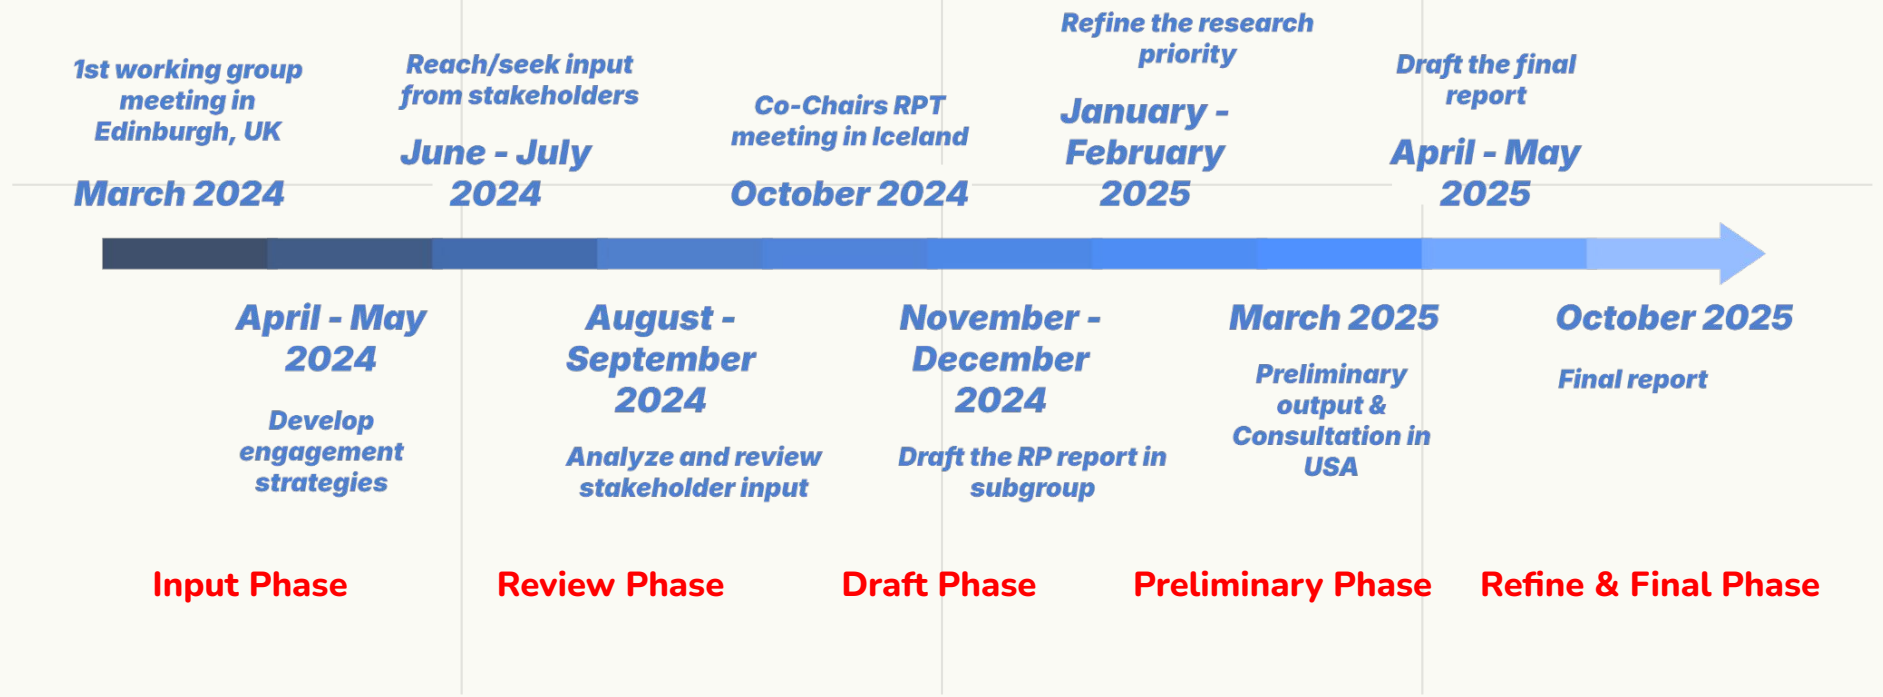 1st working group
meeting in
Edinburgh, UK
March 2024
Reach/seek input
from stakeholders
June - July
2024
Co-Chairs RPT
meeting in Iceland
October 2024
Refine the research
priority
January -
February
2025
Draft the final
report
April - May
2025
April - May
2024
Develop
engagement
strategies
August -
September
2024
Analyze and review
stakeholder input
November -
December
2024
Draft the RP report in
subgroup
March 2025
Preliminary
output &
Consultation in
USA
October 2025
Final report
Input Phase
Review Phase
Draft Phase
Preliminary Phase
Refine & Final Phase